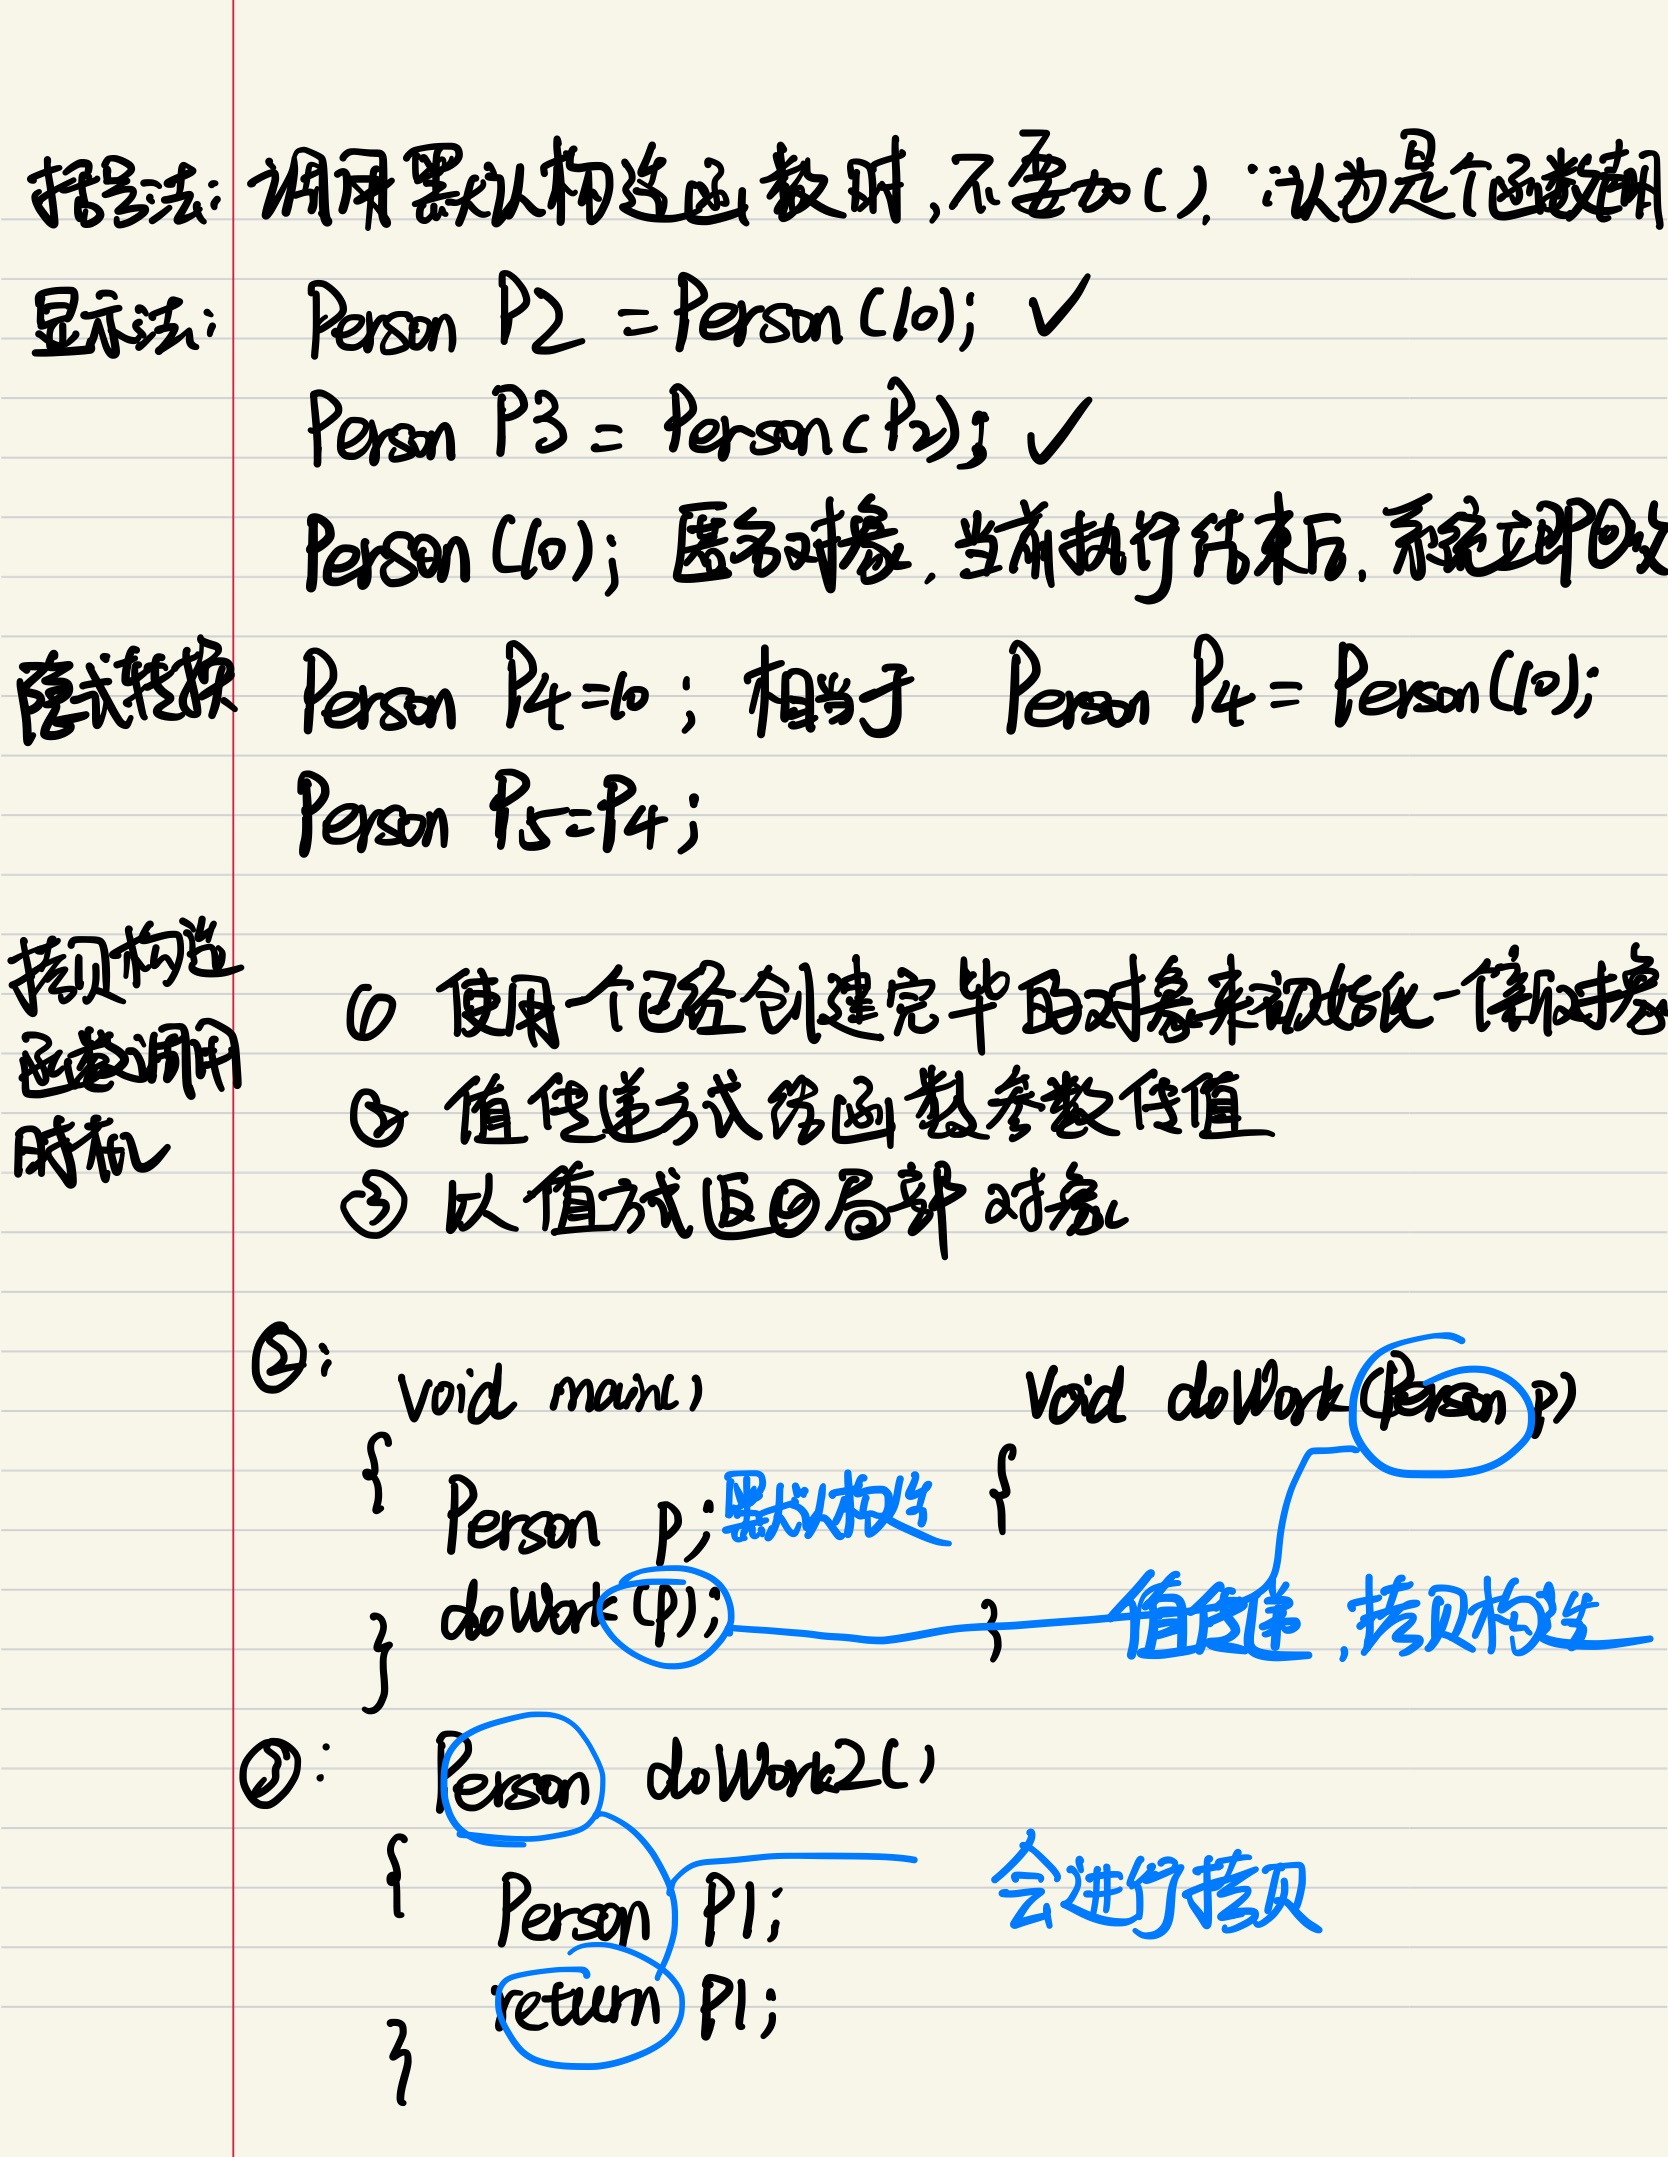 括号法: 调用默认构造函数时,不要加(). ∵认为是个函数声明
显示法: Person P2 = Person(10); ✓
Person P3 = Person(P2); ✓
Person(10); 匿名对象. 当前执行结束后. 系统立即回收
隐式转换 Person P4=10; 相当于 Person P4 = Person(10);
Person P5=P4;
拷贝构造
函数调用
时机
① 使用一个已经创建完毕的对象来初始化一个新对象
② 值传递方式给函数参数传值
③ 以值方式返回局部对象
②:
void main() void doWork(Person p)
{ {
Person p; 默认构造
doWork(p); } 值传递,拷贝构造
}
③: Person doWork2()
{
Person P1; 会进行拷贝
return P1;
}